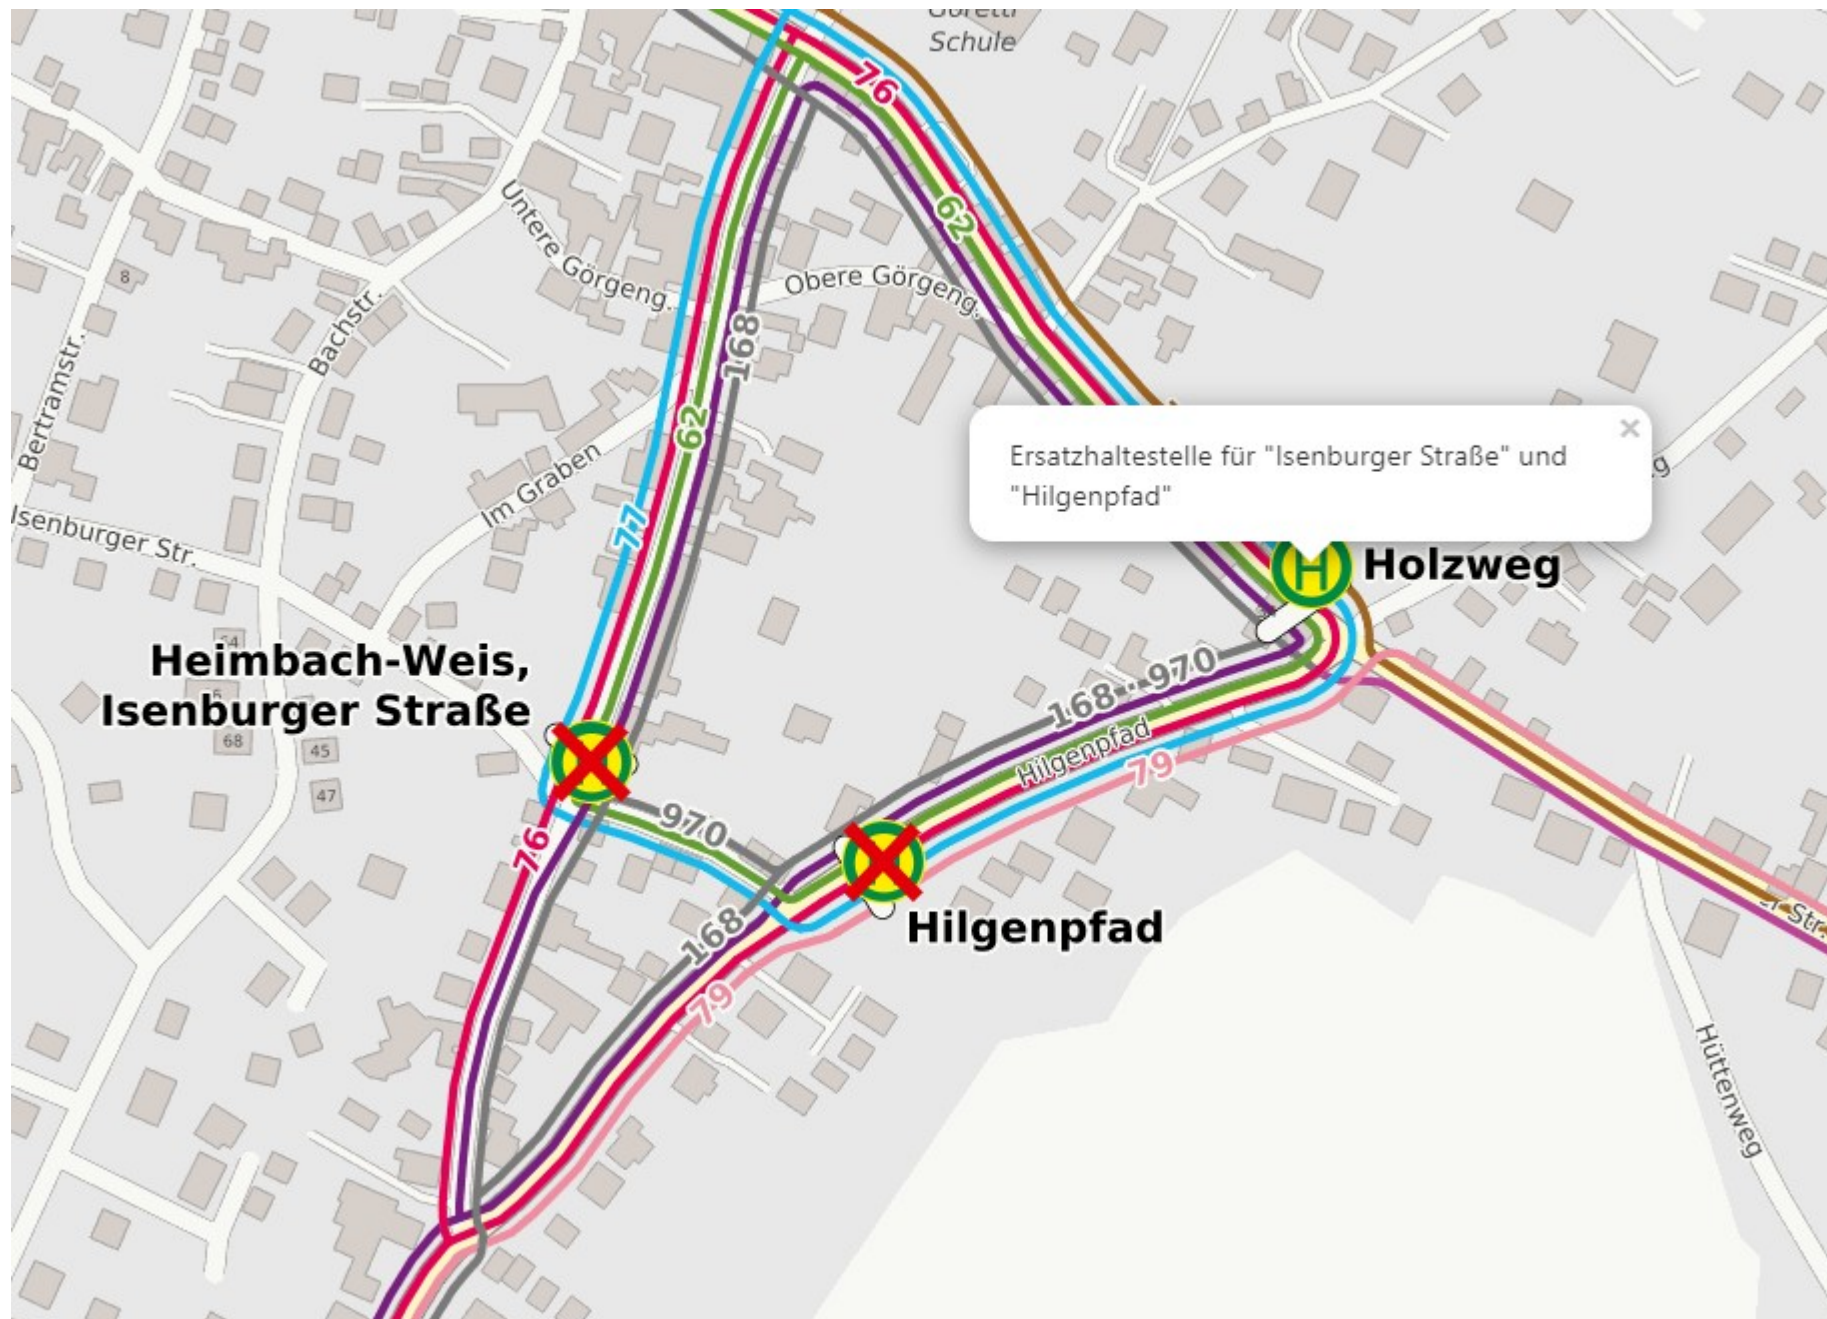 Schule
76
62
Untere Görgeng.
Obere Görgeng.
8
168
Bachstr.
Bertramstr.
62
Ersatzhaltestelle für "Isenburger Straße" und
"Hilgenpfad"
×
Im Graben
77
Isenburger Str.
H
Holzweg
Heimbach-Weis,
Isenburger Straße
68
45
47
168
970
Hilgenpfad
79
970
76
168
Hilgenpfad
79
Str.
Hüttenweg